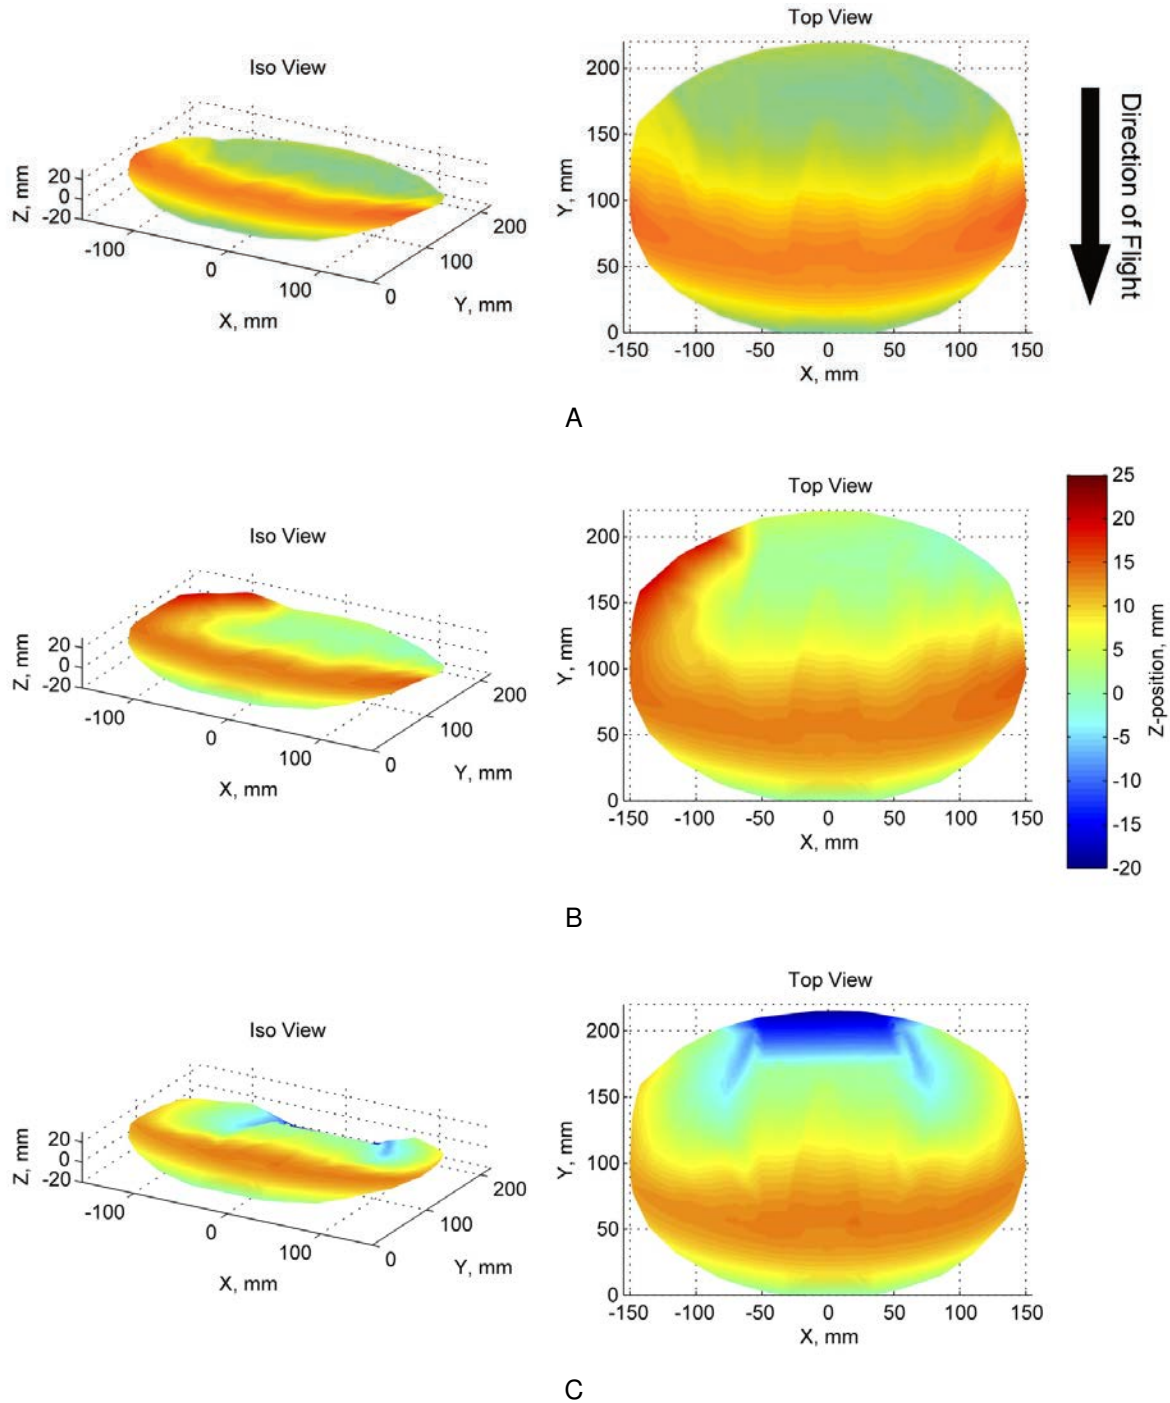 Iso View
Z, mm
20
0
-20
-100
0
100
X, mm
0
100
200
Y, mm
Top View
Y, mm
200
150
100
50
0
-150 -100 -50 0 50 100 150
X, mm
Direction of Flight
A
Iso View
Z, mm
20
0
-20
-100
0
100
X, mm
0
100
200
Y, mm
Top View
Y, mm
200
150
100
50
0
-150 -100 -50 0 50 100 150
X, mm
25
20
15
10
5
0
-5
-10
-15
-20
Z-position, mm
B
Iso View
Z, mm
20
0
-20
-100
0
100
X, mm
0
100
200
Y, mm
Top View
Y, mm
200
150
100
50
0
-150 -100 -50 0 50 100 150
X, mm
C